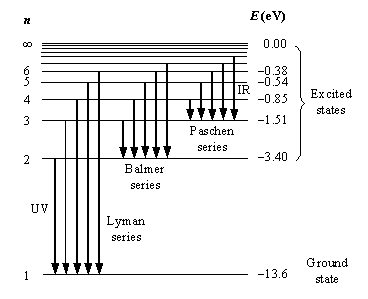 n E (eV)
∞ 0.00
6 −0.38
5 −0.54
IR
4 −0.85
Excited
states
3 −1.51
Paschen
series
2 −3.40
Balmer
series
UV
Lyman
series
Ground
state
1 −13.6